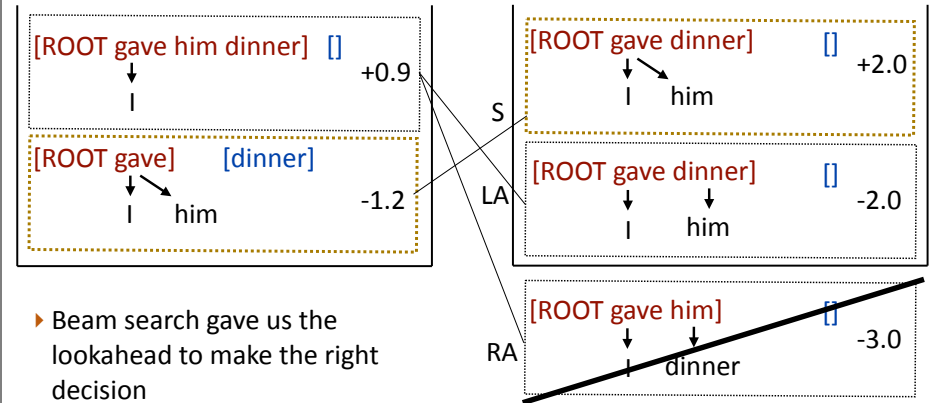 [ROOT gave him dinner] []
+0.9
I
[ROOT gave] [dinner]
-1.2
I him
S
LA
RA
[ROOT gave dinner] []
+2.0
I him
[ROOT gave dinner] []
-2.0
I him
[ROOT gave him] []
-3.0
I dinner
Beam search gave us the
lookahead to make the right
decision